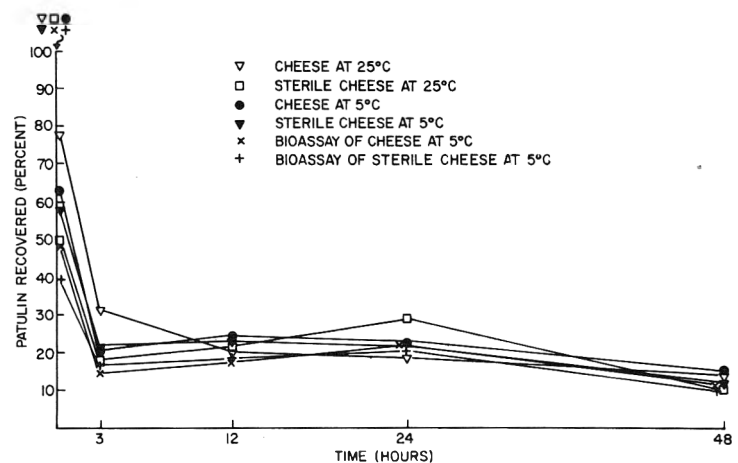 100
90
80
70
60
50
40
30
20
10
PATULIN RECOVERED (PERCENT)
CHEESE AT 25°C
STERILE CHEESE AT 25°C
CHEESE AT 5°C
STERILE CHEESE AT 5°C
BIOASSAY OF CHEESE AT 5°C
BIOASSAY OF STERILE CHEESE AT 5°C
3 12 24 48
TIME (HOURS)